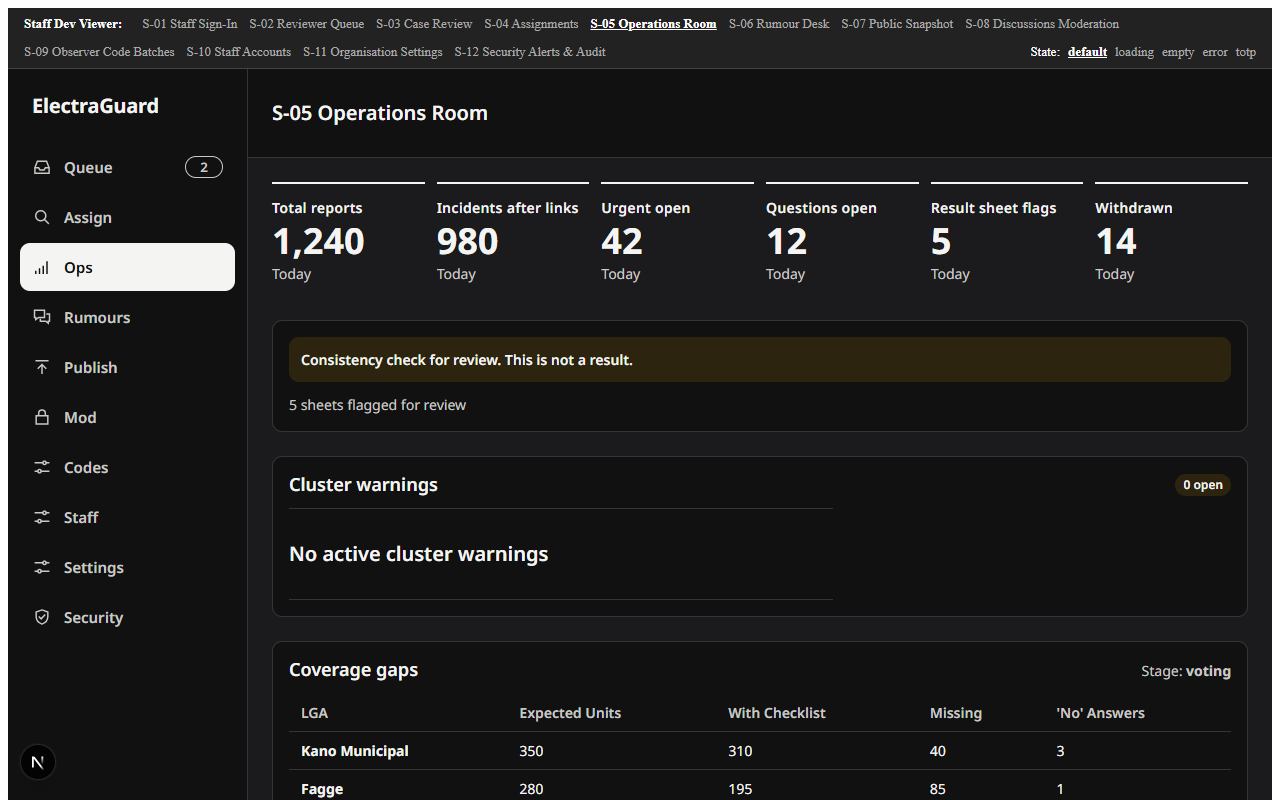 Staff Dev Viewer: S-01 Staff Sign-In S-02 Reviewer Queue S-03 Case Review S-04 Assignments S-05 Operations Room S-06 Rumour Desk S-07 Public Snapshot S-08 Discussions Moderation
S-09 Observer Code Batches S-10 Staff Accounts S-11 Organisation Settings S-12 Security Alerts & Audit State: default loading empty error totp
ElectraGuard
Queue 2
Assign
Ops
Rumours
Publish
Mod
Codes
Staff
Settings
Security
N
S-05 Operations Room
Total reports Incidents after links Urgent open Questions open Result sheet flags Withdrawn
1,240 980 42 12 5 14
Today Today Today Today Today Today
Consistency check for review. This is not a result.
5 sheets flagged for review
Cluster warnings 0 open
No active cluster warnings
Coverage gaps Stage: voting
LGA Expected Units With Checklist Missing 'No' Answers
Kano Municipal 350 310 40 3
Fagge 280 195 85 1